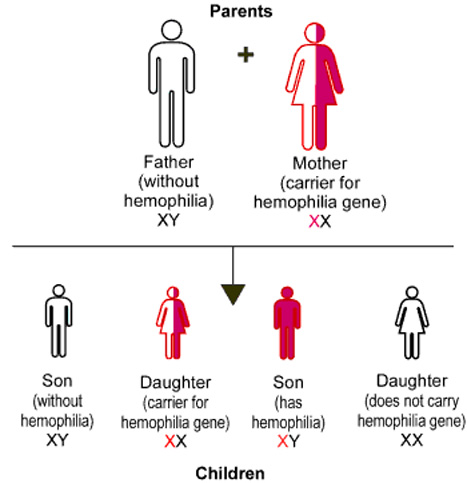 Parents
+
Father
(without
hemophilia)
XY
Mother
(carrier for
hemophilia gene)
XX
Son
(without
hemophilia)
XY
Daughter
(carrier for
hemophilia gene)
XX
Son
(has
hemophilia)
XY
Daughter
(does not carry
hemophilia gene)
XX
Children